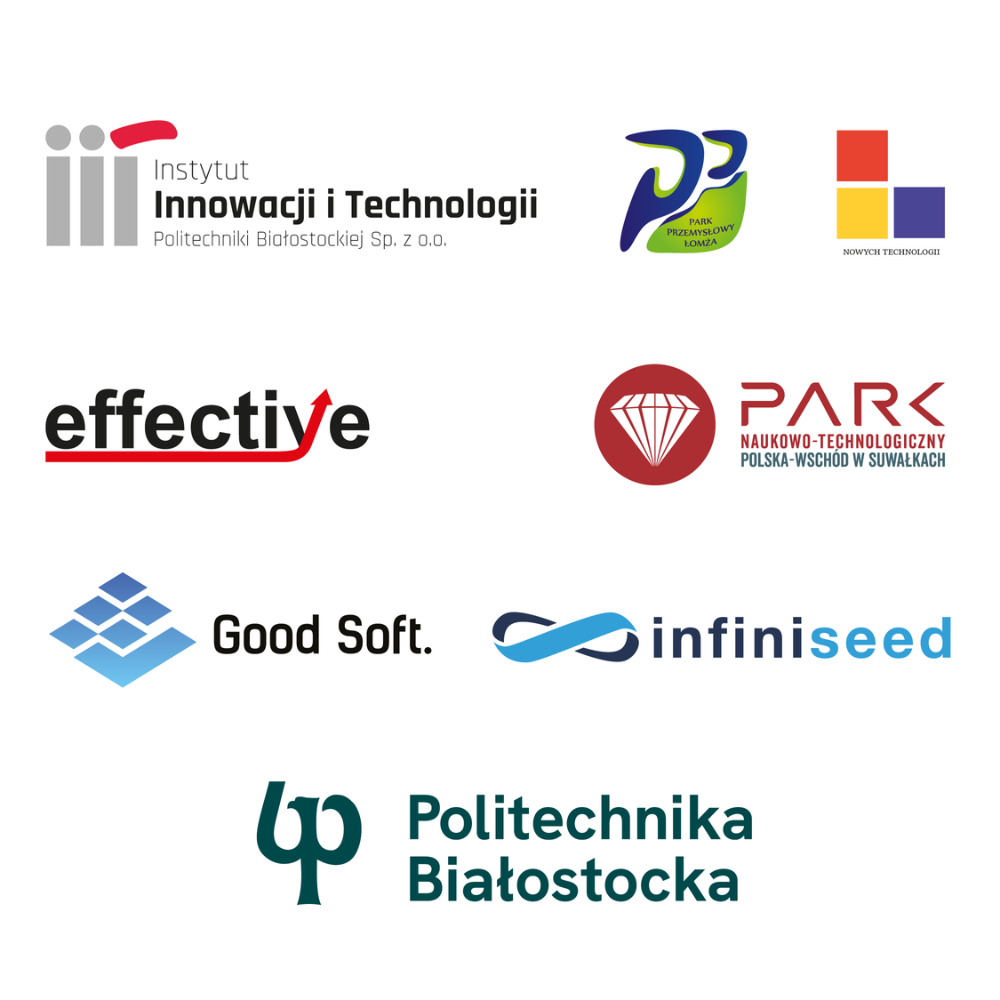 Instytut
Innowacji i Technologii
Politechniki Białostockiej Sp. z o.o.
PARK
PRZEMYSŁOWY
ŁOMŻA
NOWYCH TECHNOLOGII
effective
PARK
NAUKOWO-TECHNOLOGICZNY
POLSKA-WSCHÓD W SUWAŁKACH
Good Soft.
infiniseed
Politechnika
Białostocka